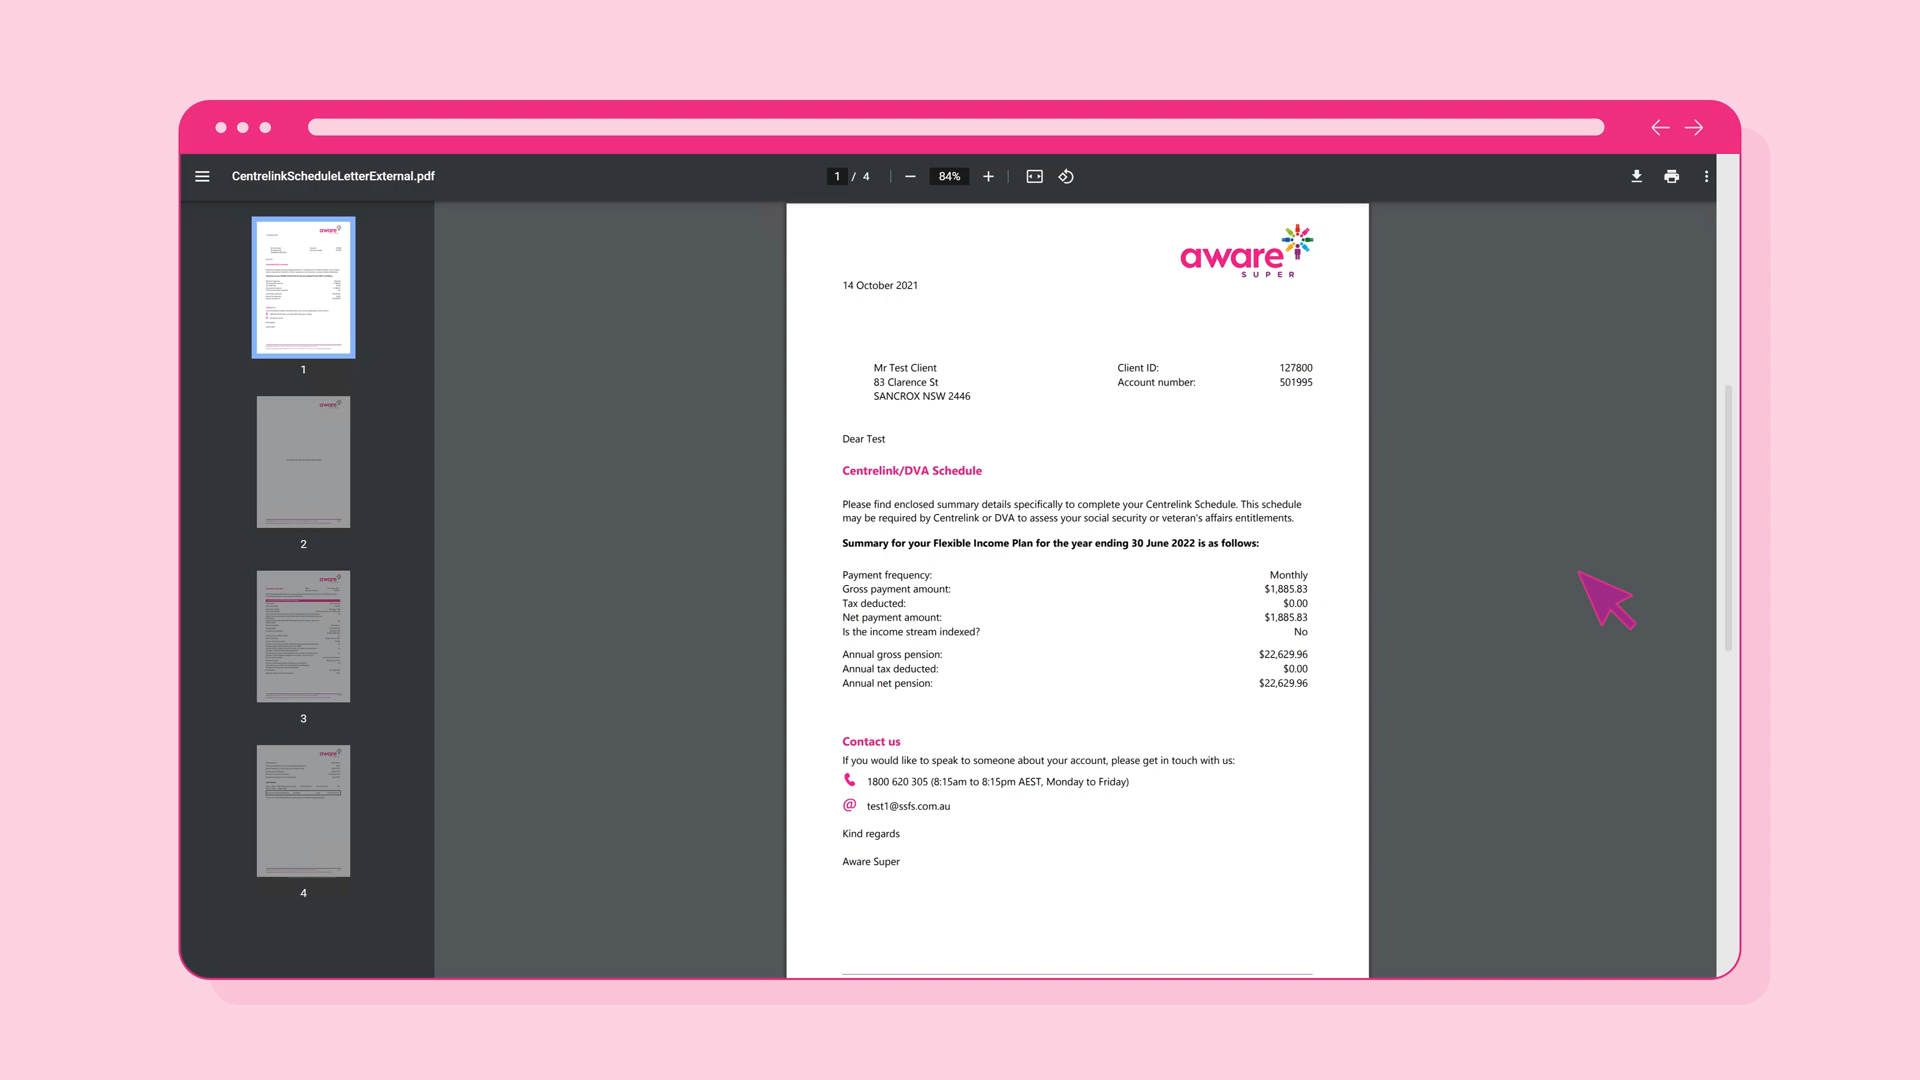 CentrelinkScheduleLetterExternal.pdf
1 / 4
84%
1
2
3
4
aware
SUPER
14 October 2021
Mr Test Client
83 Clarence St
SANCROX NSW 2446
Client ID: 127800
Account number: 501995
Dear Test
Centrelink/DVA Schedule
Please find enclosed summary details specifically to complete your Centrelink Schedule. This schedule
may be required by Centrelink or DVA to assess your social security or veteran's affairs entitlements.
Summary for your Flexible Income Plan for the year ending 30 June 2022 is as follows:
Payment frequency: Monthly
Gross payment amount: $1,885.83
Tax deducted: $0.00
Net payment amount: $1,885.83
Is the income stream indexed? No
Annual gross pension: $22,629.96
Annual tax deducted: $0.00
Annual net pension: $22,629.96
Contact us
If you would like to speak to someone about your account, please get in touch with us:
1800 620 305 (8:15am to 8:15pm AEST, Monday to Friday)
@ test1@ssfs.com.au
Kind regards
Aware Super